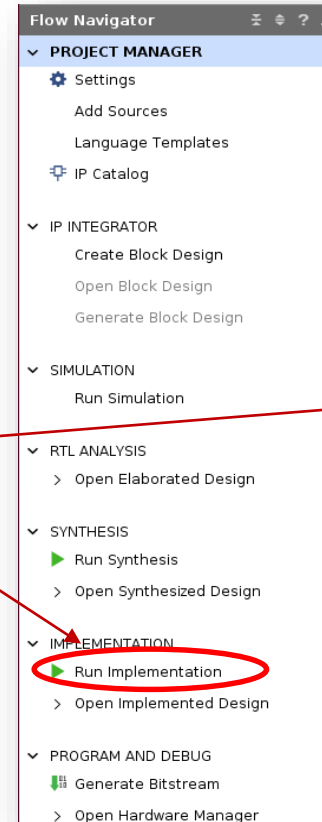 Flow Navigator ?
PROJECT MANAGER
Settings
Add Sources
Language Templates
IP Catalog
IP INTEGRATOR
Create Block Design
Open Block Design
Generate Block Design
SIMULATION
Run Simulation
RTL ANALYSIS
Open Elaborated Design
SYNTHESIS
Run Synthesis
Open Synthesized Design
IMPLEMENTATION
Run Implementation
Open Implemented Design
PROGRAM AND DEBUG
Generate Bitstream
Open Hardware Manager